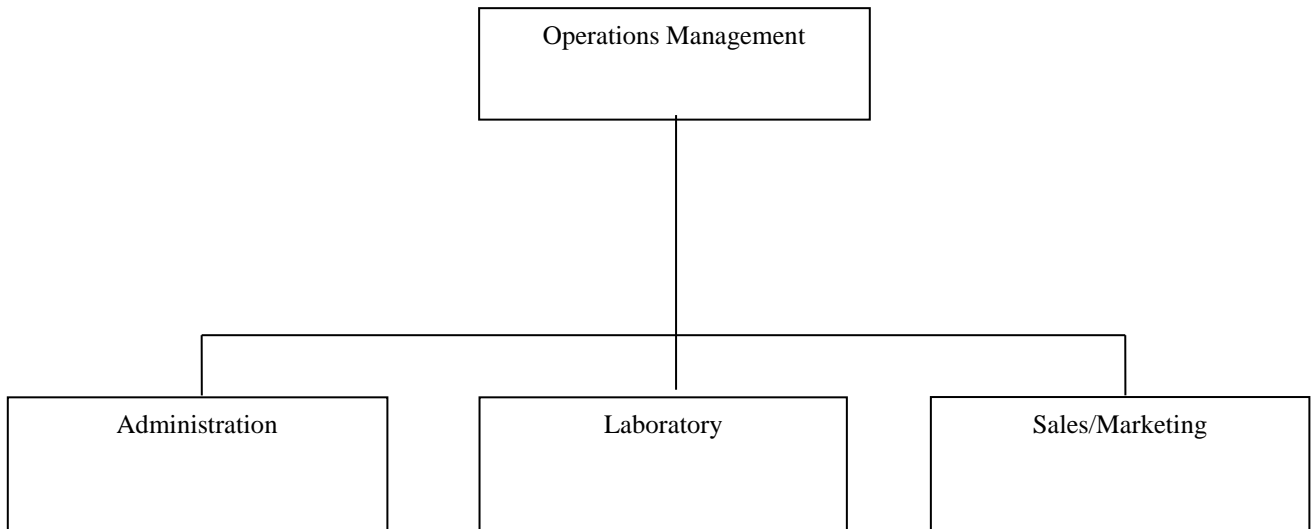 Operations Management
Administration
Laboratory
Sales/Marketing